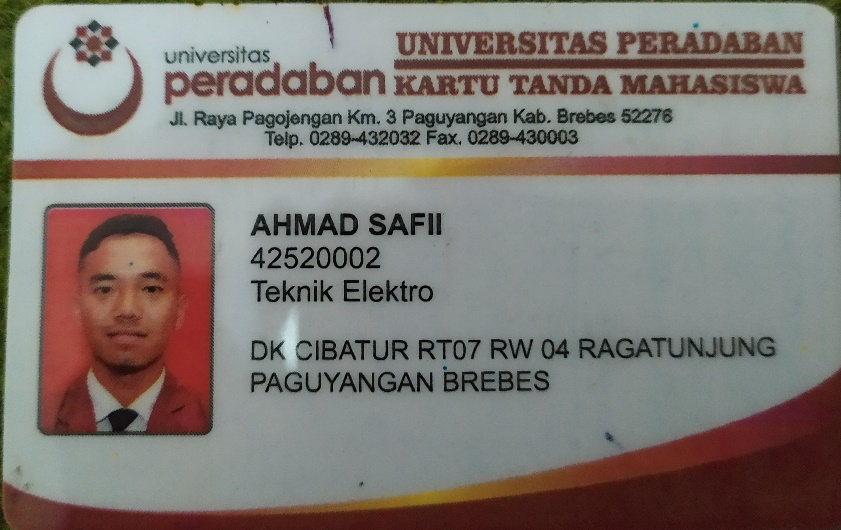 universitas
peradaban
UNIVERSITAS PERADABAN
KARTU TANDA MAHASISWA
Jl. Raya Pagojengan Km. 3 Paguyangan Kab. Brebes 52276
Telp. 0289-432032 Fax. 0289-430003
AHMAD SAFII
42520002
Teknik Elektro
DK CIBATUR RT07 RW 04 RAGATUNJUNG
PAGUYANGAN BREBES